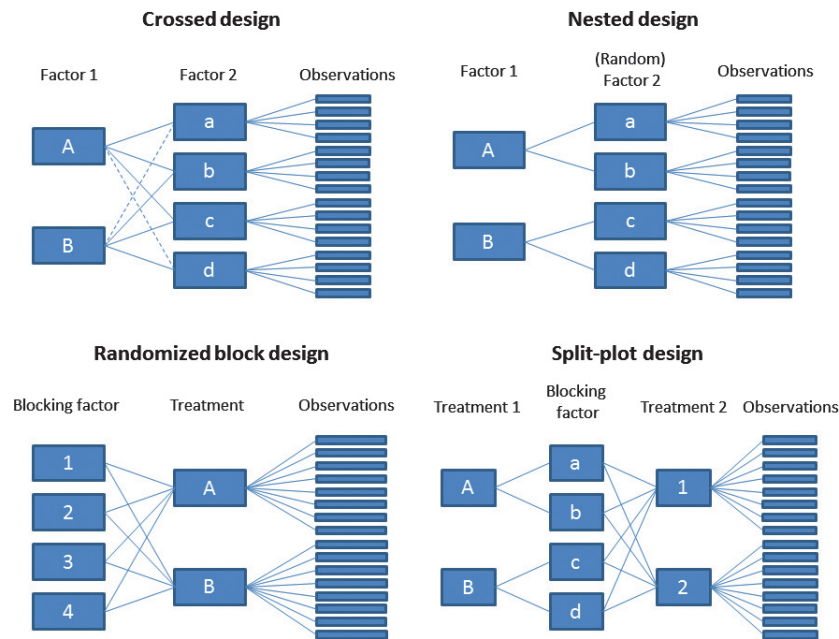 Crossed design
Factor 1
Factor 2
Observations
A
B
a
b
c
d
Nested design
Factor 1
(Random)
Factor 2
Observations
A
B
a
b
c
d
Randomized block design
Blocking factor
Treatment
Observations
1
2
3
4
A
B
Split-plot design
Treatment 1
Blocking
factor
Treatment 2
Observations
A
B
a
b
c
d
1
2